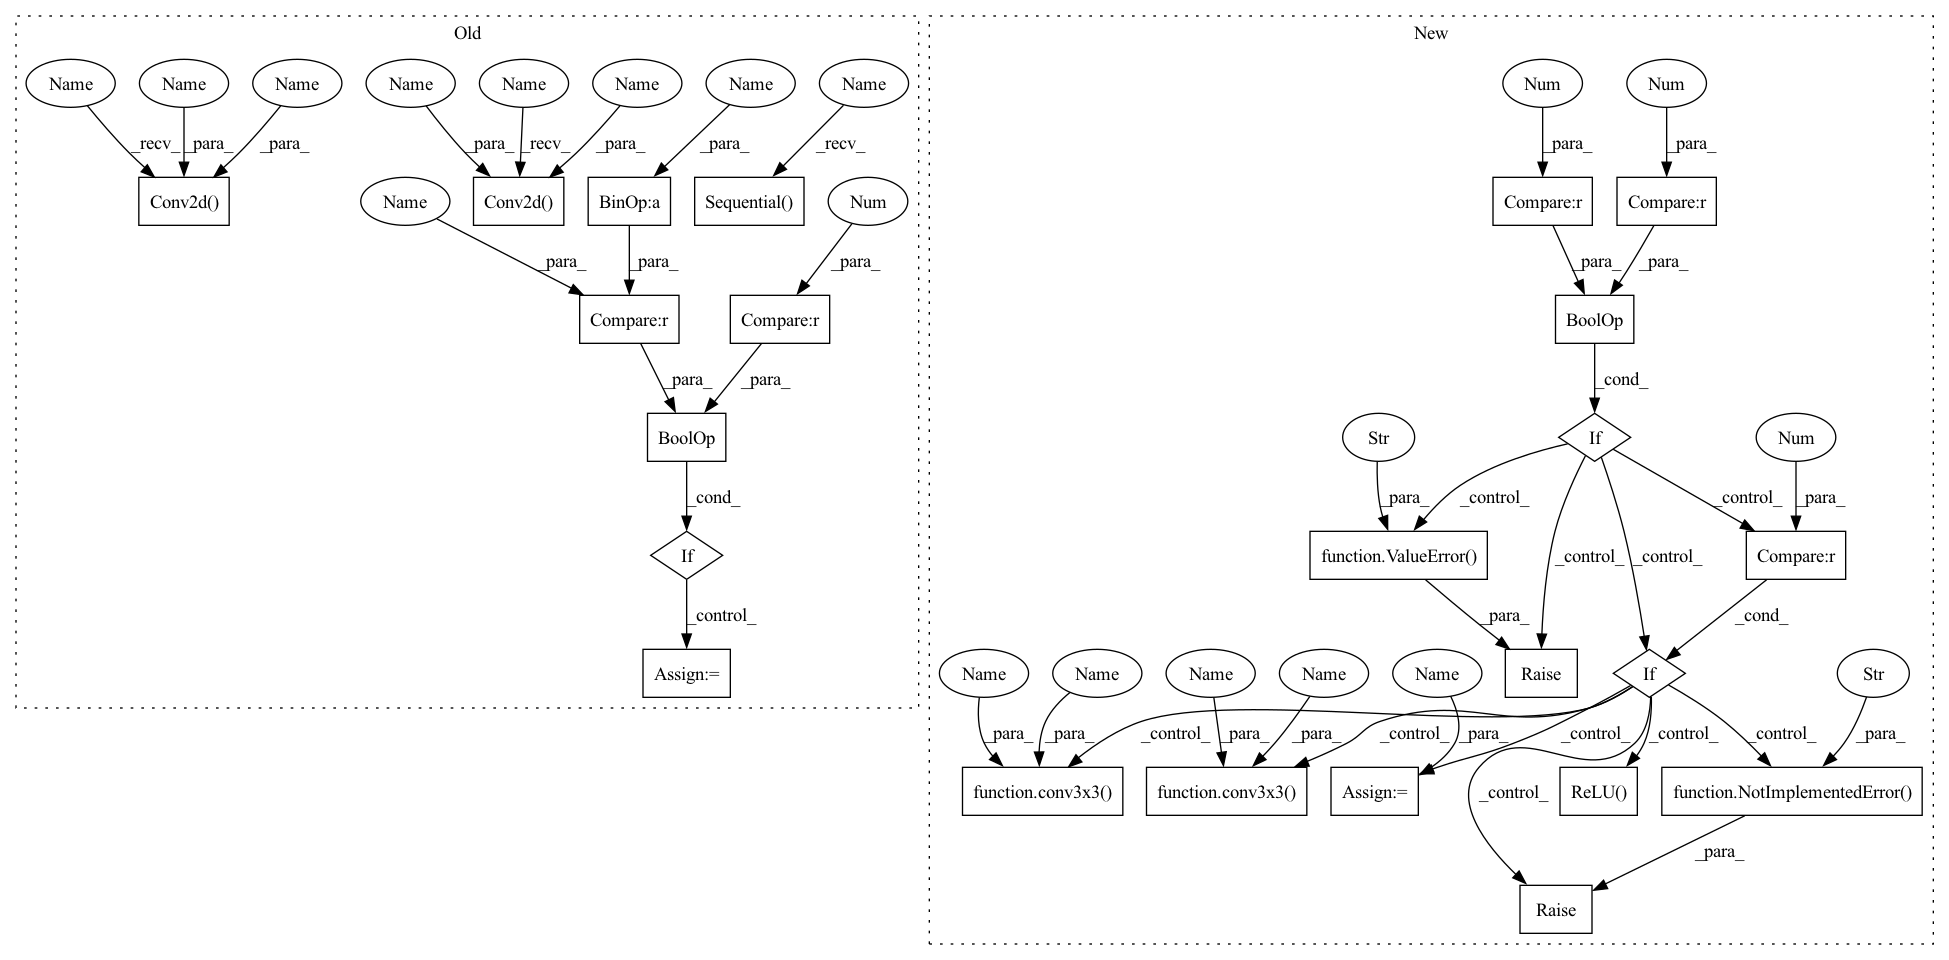 Old
Name
Name
Name
Name
Name
Name
Name
Name
_recv_
_para_
_para_
_para_
_recv_
_para_
_para_
_recv_
Conv2d()
Name
Conv2d()
BinOp:a
Sequential()
Num
_para_
_para_
_para_
Compare:r
Compare:r
_para_
_para_
BoolOp
_cond_
If
_control_
Assign:=
New
Num
Num
_para_
_para_
Compare:r
Compare:r
_para_
_para_
BoolOp
_cond_
Str
If
Num
_para_
_control_
_control_
_para_
function.ValueError()
_control_
_control_
Compare:r
_para_
_cond_
Name
Name
Name
Name
Name
Raise
If
Str
_para_
_para_
_control_
_para_
_para_
_control_
_para_
_control_
_control_
_control_
_para_
function.conv3x3()
function.conv3x3()
Assign:=
_control_
ReLU()
function.NotImplementedError()
_para_
Raise